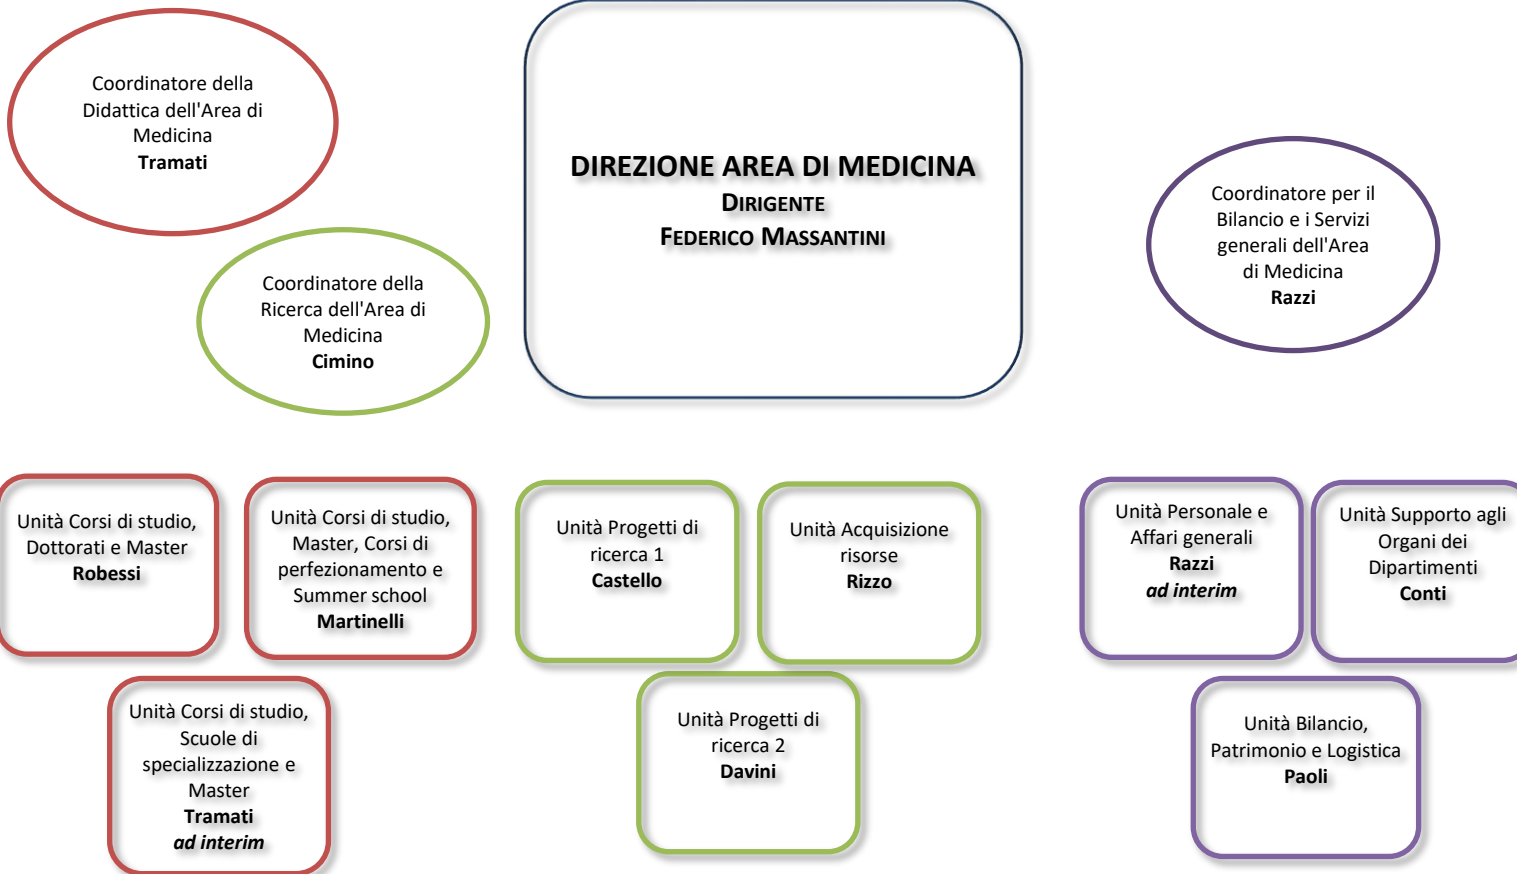 Coordinatore della
Didattica dell'Area di
Medicina
Tramati
DIREZIONE AREA DI MEDICINA
DIRIGENTE
FEDERICO MASSANTINI
Coordinatore per il
Bilancio e i Servizi
generali dell'Area
di Medicina
Razzi
Coordinatore della
Ricerca dell'Area di
Medicina
Cimino
Unità Corsi di studio,
Dottorati e Master
Robessi
Unità Corsi di studio,
Master, Corsi di
perfezionamento e
Summer school
Martinelli
Unità Progetti di
ricerca 1
Castello
Unità Acquisizione
risorse
Rizzo
Unità Personale e
Affari generali
Razzi
ad interim
Unità Supporto agli
Organi dei
Dipartimenti
Conti
Unità Corsi di studio,
Scuole di
specializzazione e
Master
Tramati
ad interim
Unità Progetti di
ricerca 2
Davini
Unità Bilancio,
Patrimonio e Logistica
Paoli